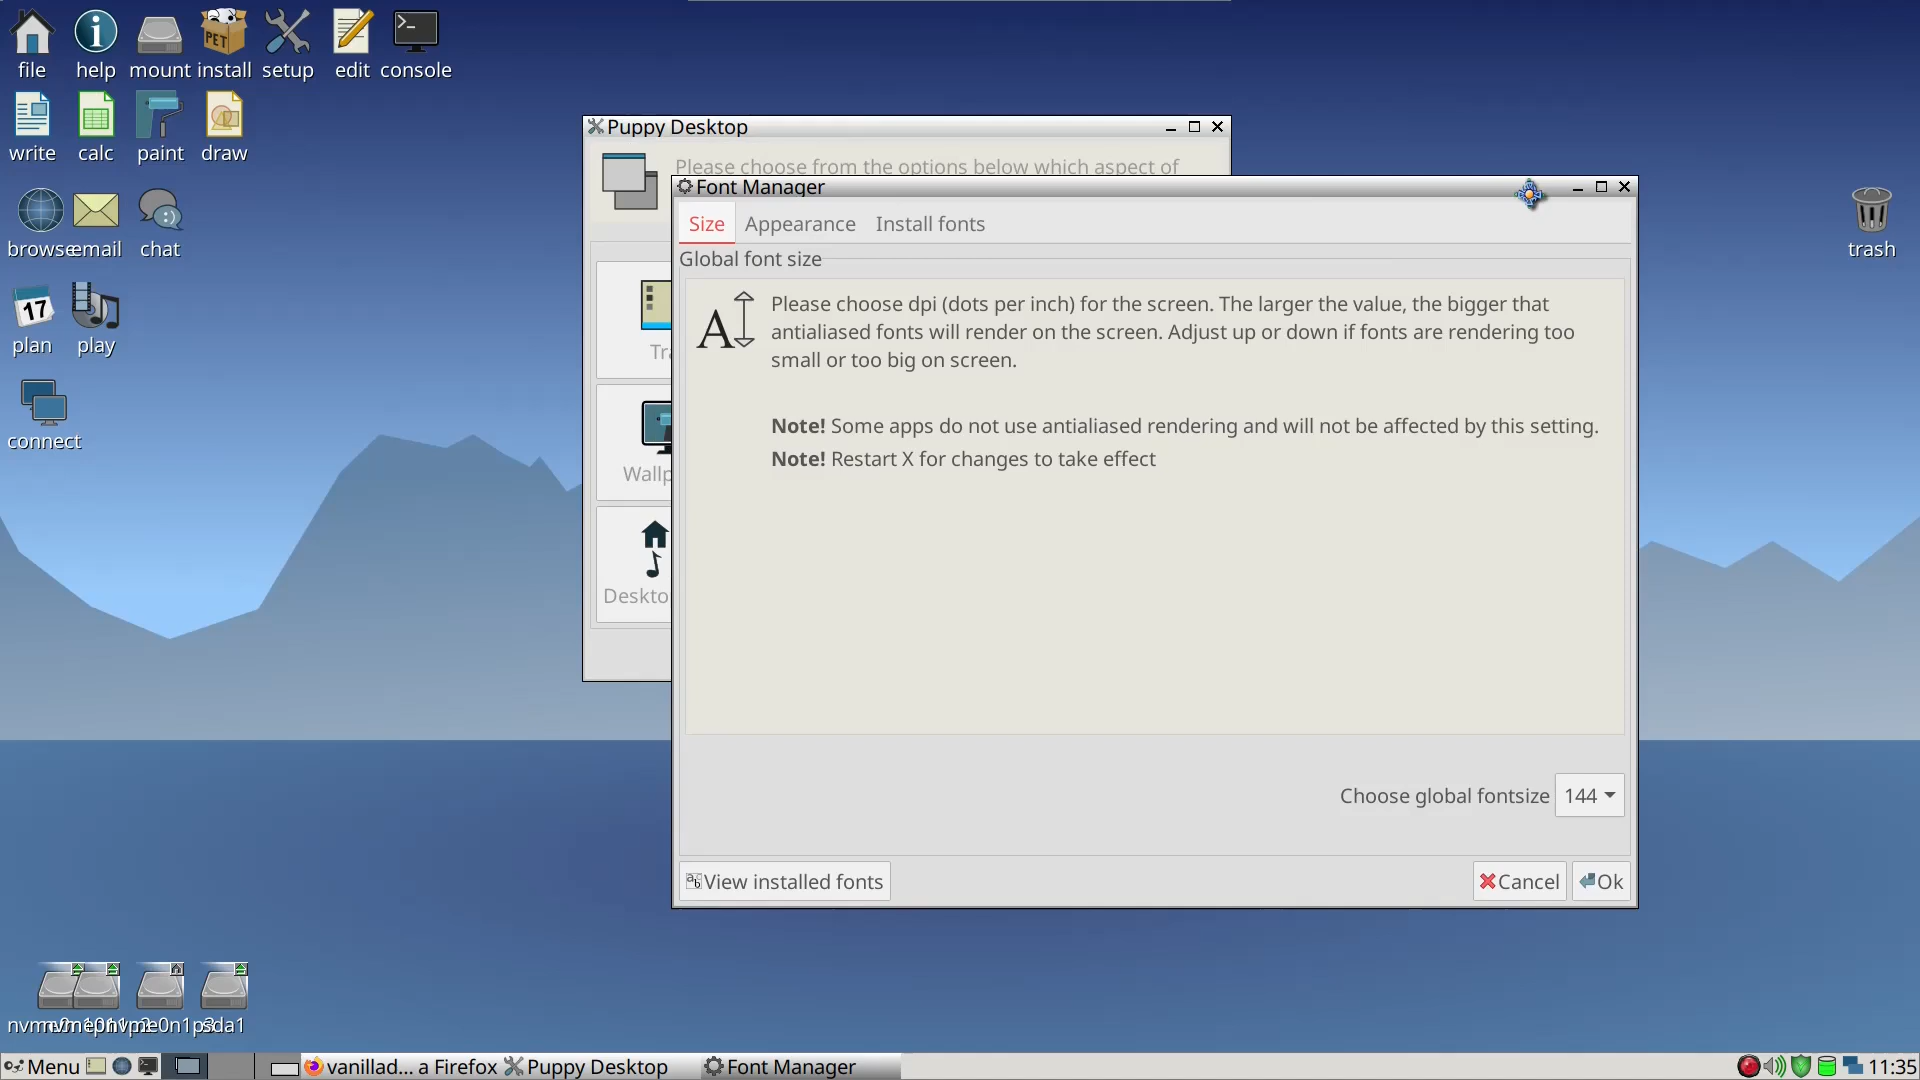 file
help
mount
install
setup
edit
console
PET
write
calc
paint
draw
browse
email
chat
17
plan
play
connect
trash
Puppy Desktop
Please choose from the options below which aspect of
Wallp
Desktop
Font Manager
Size
Appearance
Install fonts
Global font size
Please choose dpi (dots per inch) for the screen. The larger the value, the bigger that
antialiased fonts will render on the screen. Adjust up or down if fonts are rendering too
small or too big on screen.
Note! Some apps do not use antialiased rendering and will not be affected by this setting.
Note! Restart X for changes to take effect
Choose global fontsize
144
View installed fonts
Cancel
Ok
sda1
Menu
vanillad... a Firefox
Puppy Desktop
Font Manager
11:35